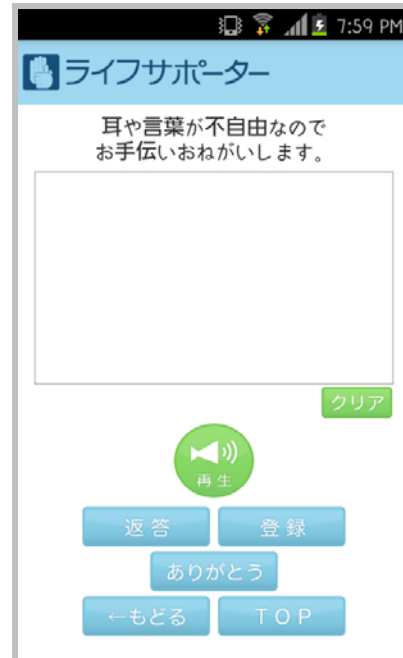 7:59 PM
ライフサポーター
耳や言葉が不自由なので
お手伝いおねがいします。
クリア
再生
返答 登録
ありがとう
←もどる TOP